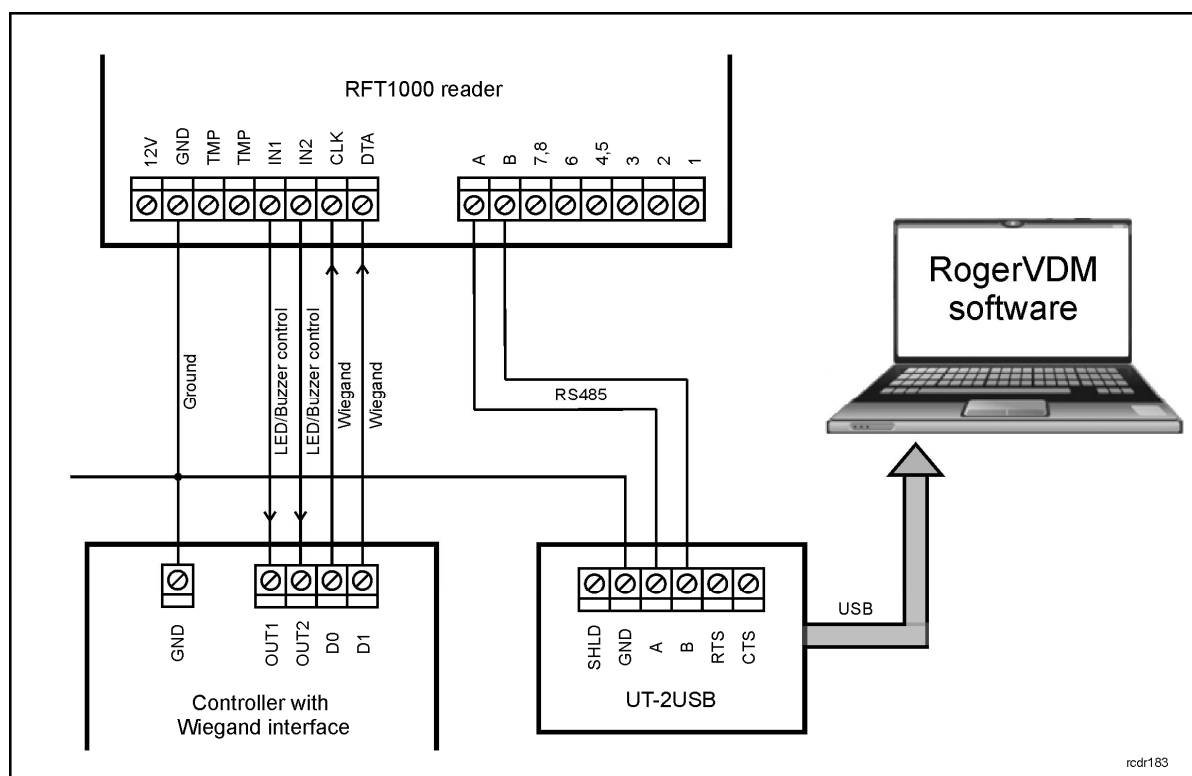 RFT1000 reader
12V
GND
TMP
TMP
IN1
IN2
CLK
DTA
A
B
7,8
6
4,5
3
2
1
RogerVDM
software
Ground
LED/Buzzer control
LED/Buzzer control
Wiegand
Wiegand
RS485
USB
GND
OUT1
OUT2
D0
D1
Controller with
Wiegand interface
SHLD
GND
A
B
RTS
CTS
UT-2USB
rcdr183